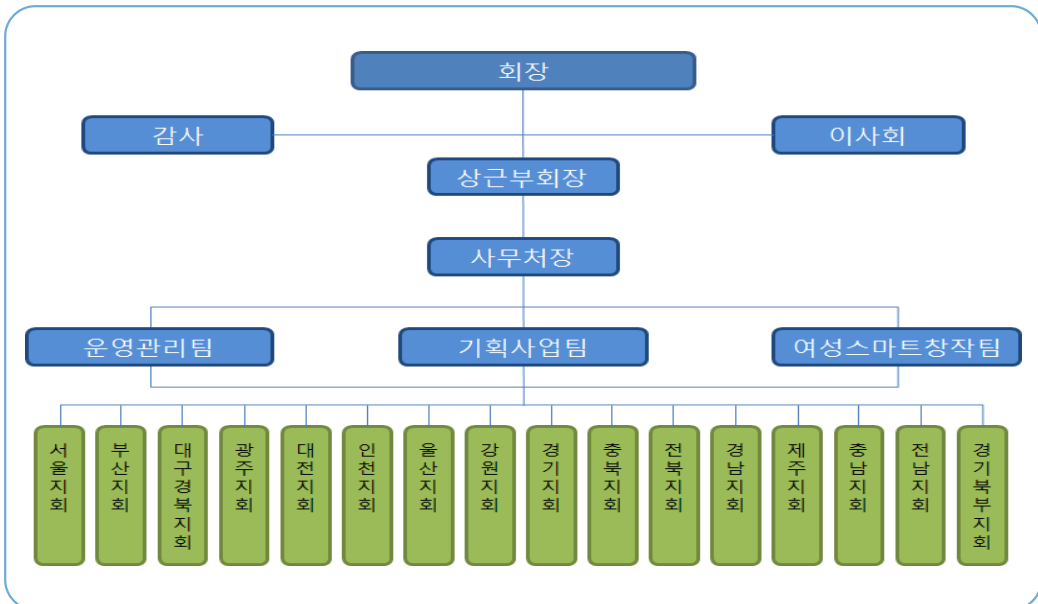 회장
감사
이사회
상근부회장
사무처장
운영관리팀
기획사업팀
여성스마트창작팀
서울지회
부산지회
대구경북지회
광주지회
대전지회
인천지회
울산지회
강원지회
경기지회
충북지회
전북지회
경남지회
제주지회
충남지회
전남지회
경기북부지회